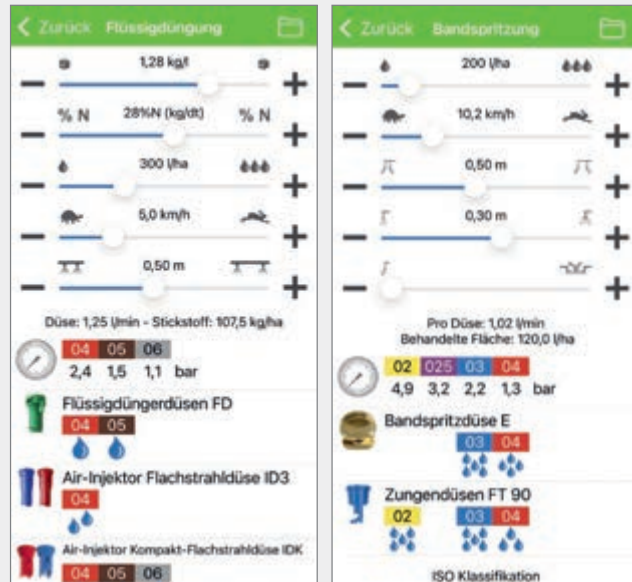 Zurück Flüssigdüngung
1,28 kg/l
% N 28%N (kg/dt) % N
300 l/ha
5,0 km/h
0,50 m
Düse: 1,25 l/min - Stickstoff: 107,5 kg/ha
04 05 06
2,4 1,5 1,1 bar
Flüssigdüngerdüsen FD
04 05
Air-Injektor Flachstrahldüse ID3
04
Air-Injektor Kompakt-Flachstrahldüse IDK
04 05 06
Zurück Bandspritzung
200 l/ha
10,2 km/h
0,50 m
0,30 m
Pro Düse: 1,02 l/min
Behandelte Fläche: 120,0 l/ha
02 025 03 04
4,9 3,2 2,2 1,3 bar
Bandspritzdüse E
03 04
Zungendüsen FT 90
02 03 04
ISO Klassifikation